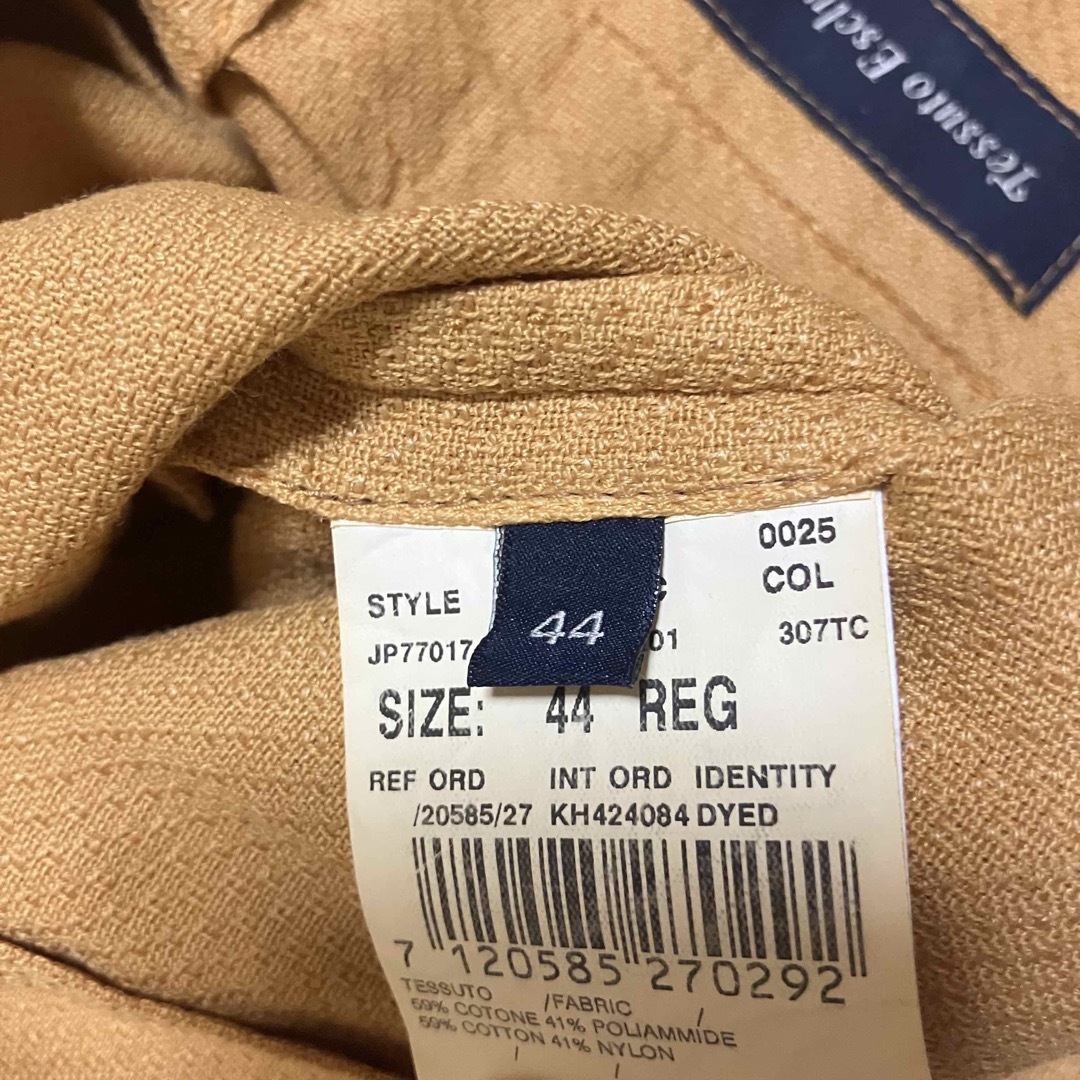 Tessuto
0025
STYLE COL
44
JP77017 01 307TC
SIZE: 44 REG
REF ORD INT ORD IDENTITY
/20585/27 KH424084 DYED
7 120585 270292
TESSUTO /FABRIC /
59% COTONE 41% POLIAMMIDE
59% COTTON 41% NYLON